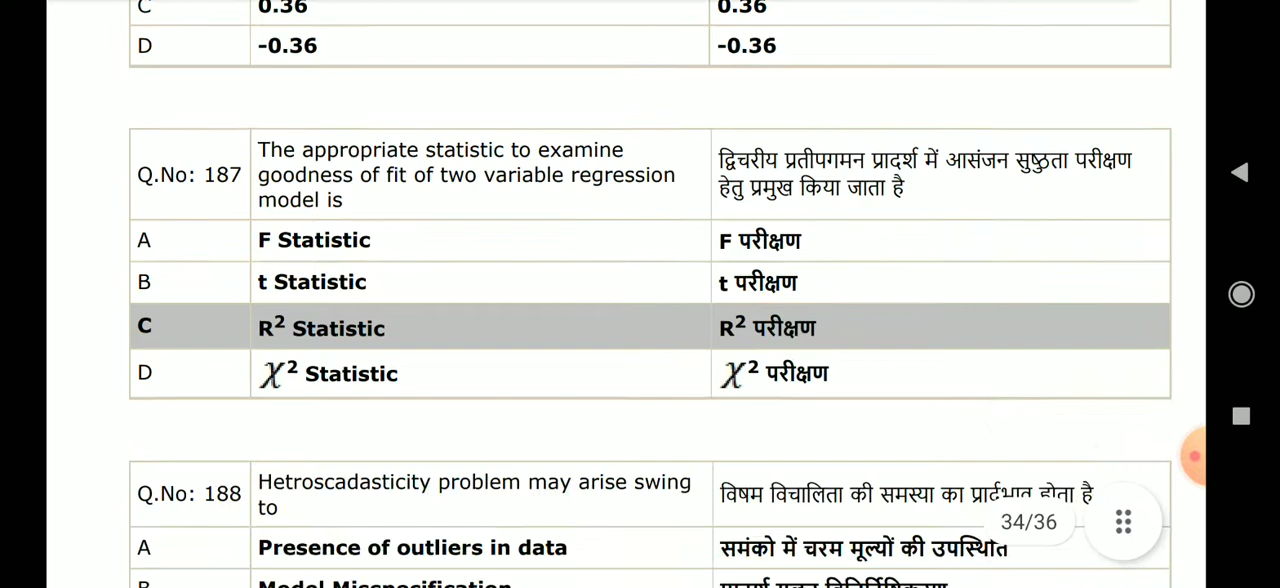 C 0.36 0.36
D -0.36 -0.36
The appropriate statistic to examine
Q.No: 187 goodness of fit of two variable regression
model is
द्विचरीय प्रतीपगमन प्रादर्श में आसंजन सुष्ठुता परीक्षण
हेतु प्रमुख किया जाता है
A F Statistic F परीक्षण
B t Statistic t परीक्षण
C R² Statistic R² परीक्षण
D χ² Statistic χ² परीक्षण
Q.No: 188 Hetroscadasticity problem may arise swing
to
विषम विचालिता की समस्या का होता है
34/36
A Presence of outliers in data समंको में चरम मूल्यों की उपस्थिति
B Model Misspecification